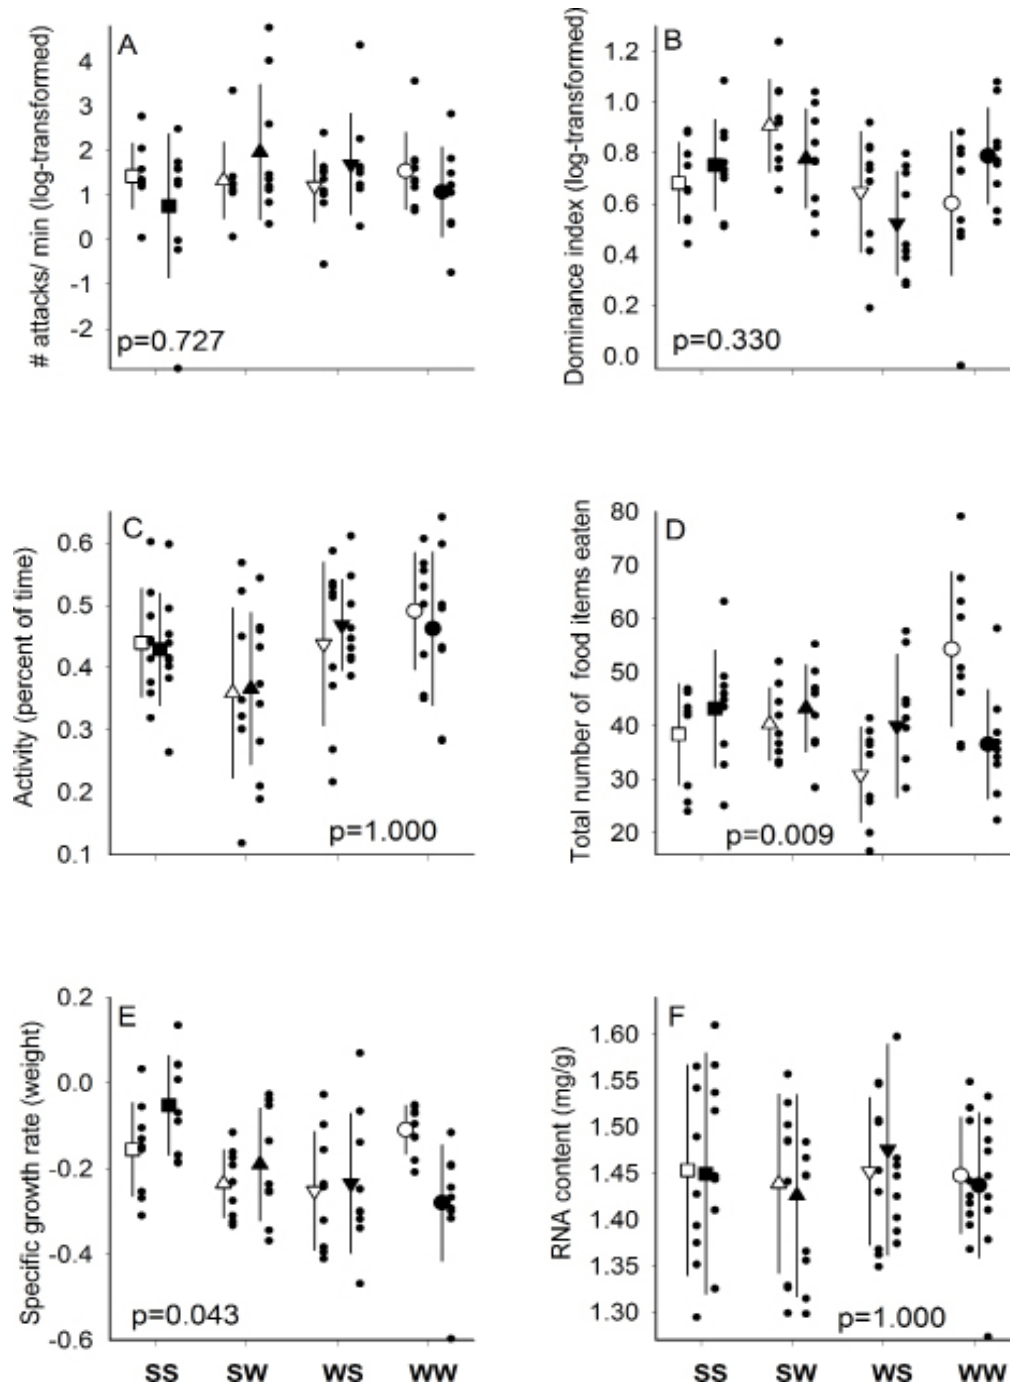 A
# attacks/ min (log-transformed)
4
3
2
1
0
-1
-2
p=0.727
B
Dominance index (log-transformed)
1.2
1.0
0.8
0.6
0.4
0.2
0.0
p=0.330
C
Activity (percent of time)
0.6
0.5
0.4
0.3
0.2
0.1
p=1.000
D
Total number of food items eaten
80
70
60
50
40
30
20
p=0.009
E
Specific growth rate (weight)
0.2
0.0
-0.2
-0.4
-0.6
p=0.043
SS SW WS WW
F
RNA content (mg/g)
1.60
1.55
1.50
1.45
1.40
1.35
1.30
p=1.000
SS SW WS WW